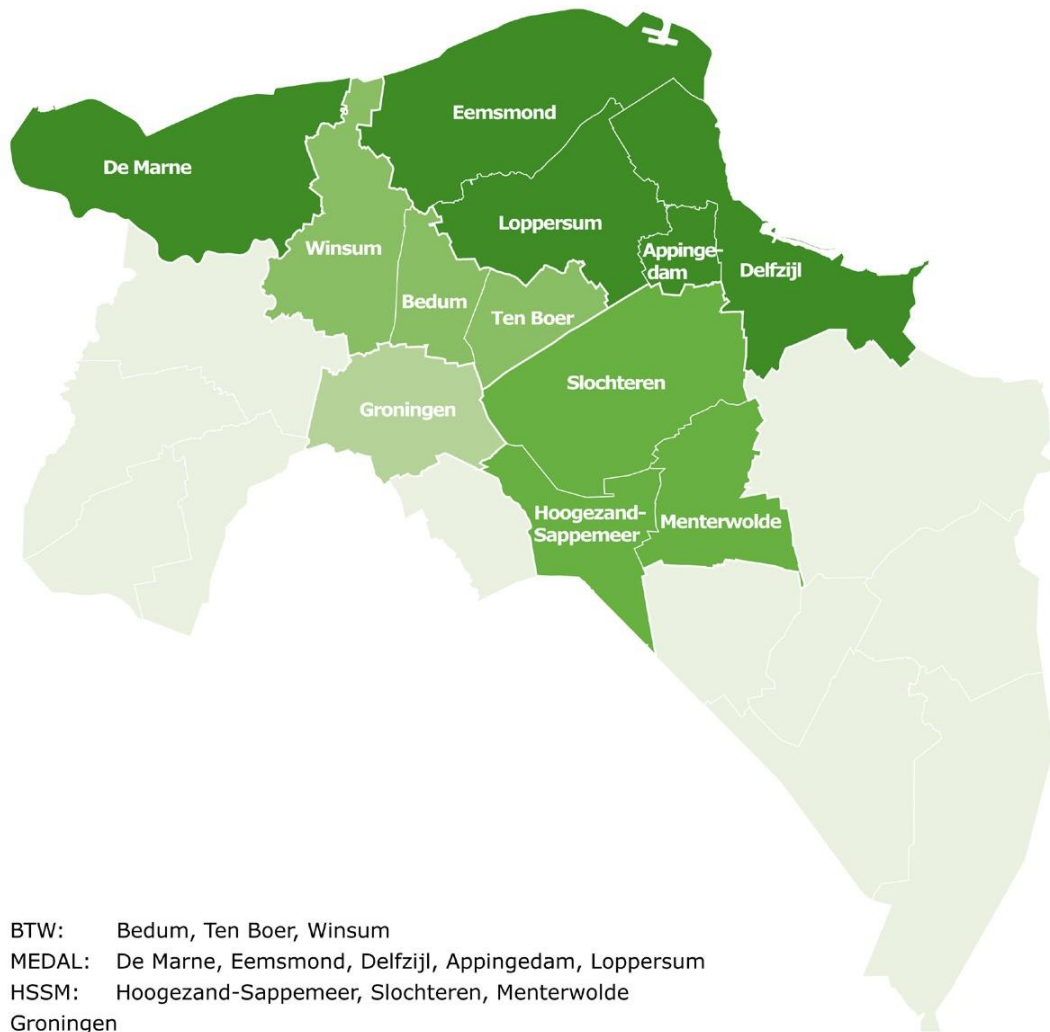 Eemsmond
De Marne
Loppersum
Winsum
Appinge-
dam
Delfzijl
Bedum
Ten Boer
Slochteren
Groningen
Hoogezand-
Sappemeer
Menterwolde
BTW: Bedum, Ten Boer, Winsum
MEDAL: De Marne, Eemsmond, Delfzijl, Appingedam, Loppersum
HSSM: Hoogezand-Sappemeer, Slochteren, Menterwolde
Groningen